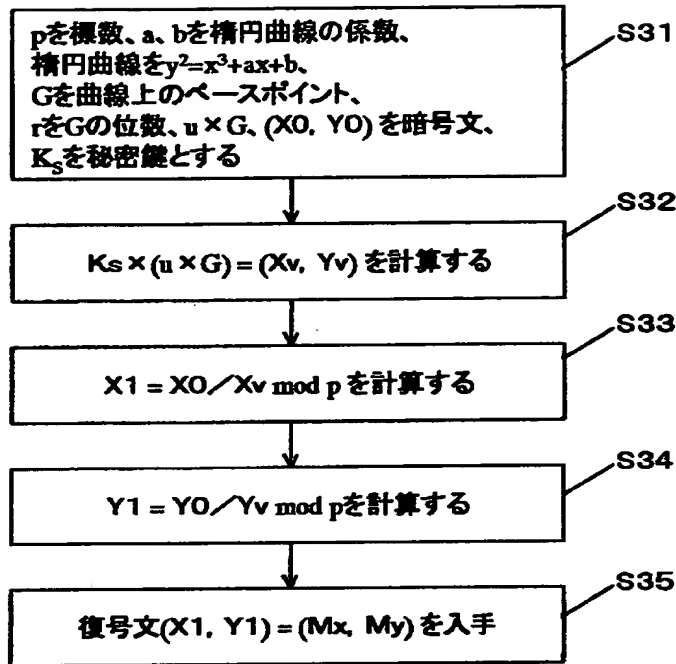 pを標数、a、bを楕円曲線の係数、
楕円曲線をy²=x³+ax+b、
Gを曲線上のベースポイント、
rをGの位数、u×G、(X0, Y0) を暗号文、
Ksを秘密鍵とする
S31
Ks×(u×G)=(Xv, Yv) を計算する
S32
X1 = X0／Xv mod p を計算する
S33
Y1 = Y0／Yv mod pを計算する
S34
復号文(X1, Y1)=(Mx, My) を入手
S35